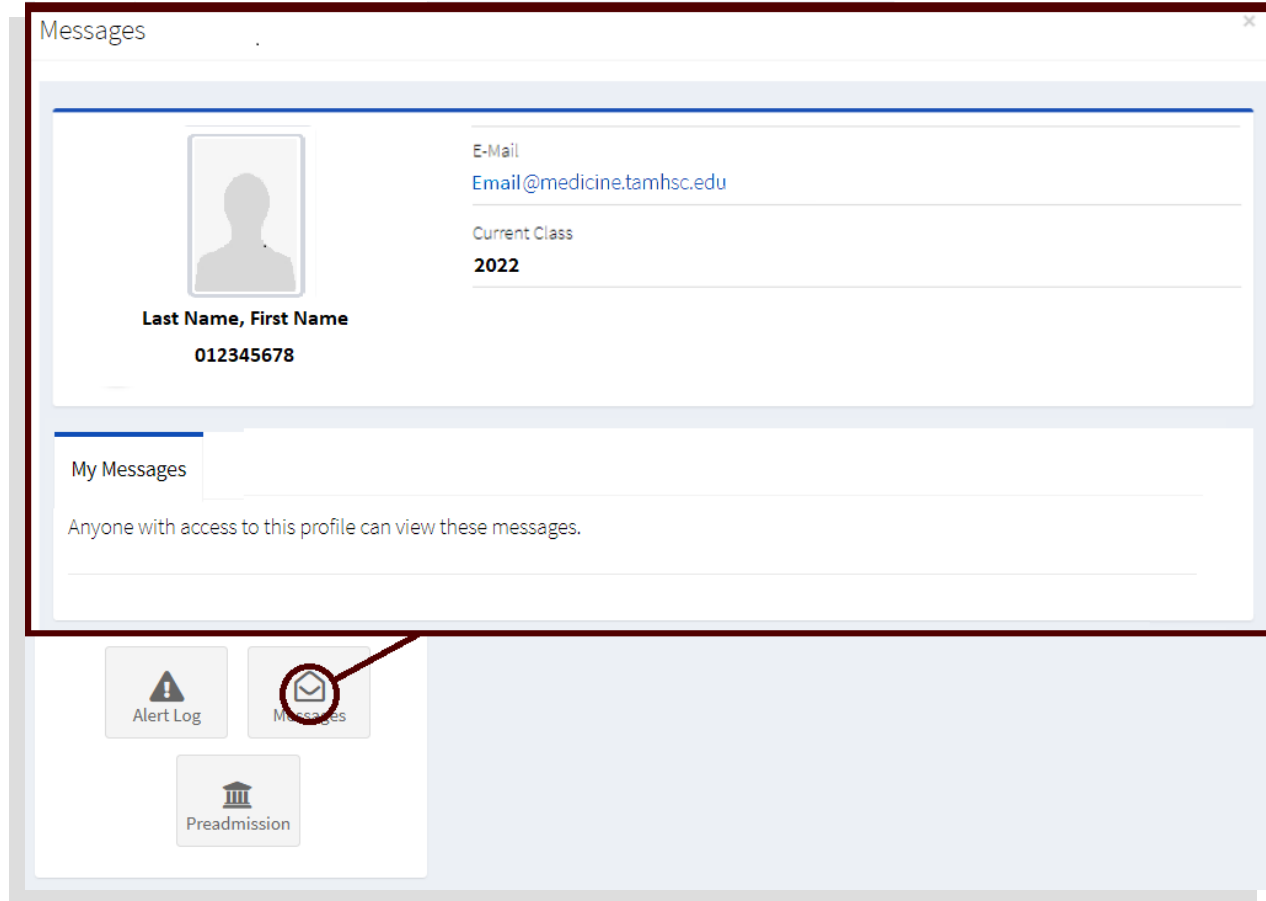 Messages
E-Mail
Email@medicine.tamhsc.edu
Current Class
2022
Last Name, First Name
012345678
My Messages
Anyone with access to this profile can view these messages.
Alert Log
Messages
Preadmission